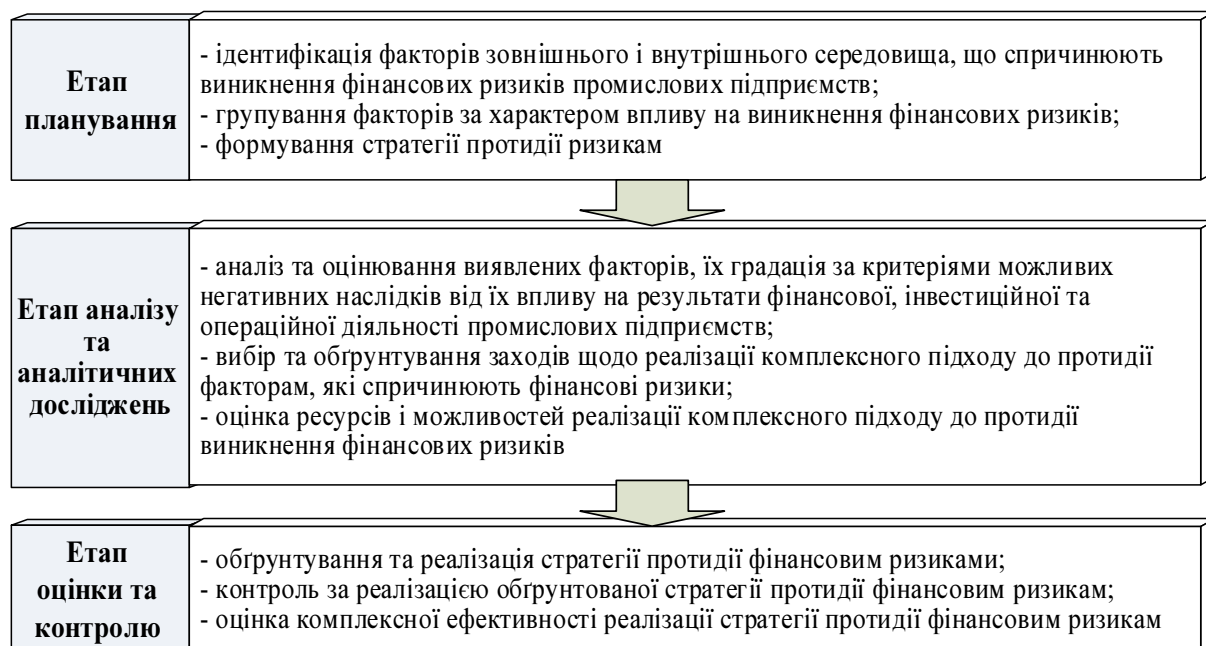 Етап
планування
- ідентифікація факторів зовнішнього і внутрішнього середовища, що спричинюють
виникнення фінансових ризиків промислових підприємств;
- групування факторів за характером впливу на виникнення фінансових ризиків;
- формування стратегії протидії ризикам
Етап аналізу
та
аналітичних
досліджень
- аналіз та оцінювання виявлених факторів, їх градація за критеріями можливих
негативних наслідків від їх впливу на результати фінансової, інвестиційної та
операційної діяльності промислових підприємств;
- вибір та обґрунтування заходів щодо реалізації комплексного підходу до протидії
факторам, які спричинюють фінансові ризики;
- оцінка ресурсів і можливостей реалізації комплексного підходу до протидії
виникнення фінансових ризиків
Етап
оцінки та
контролю
- обґрунтування та реалізація стратегії протидії фінансовим ризиками;
- контроль за реалізацією обґрунтованої стратегії протидії фінансовим ризикам;
- оцінка комплексної ефективності реалізації стратегії протидії фінансовим ризикам